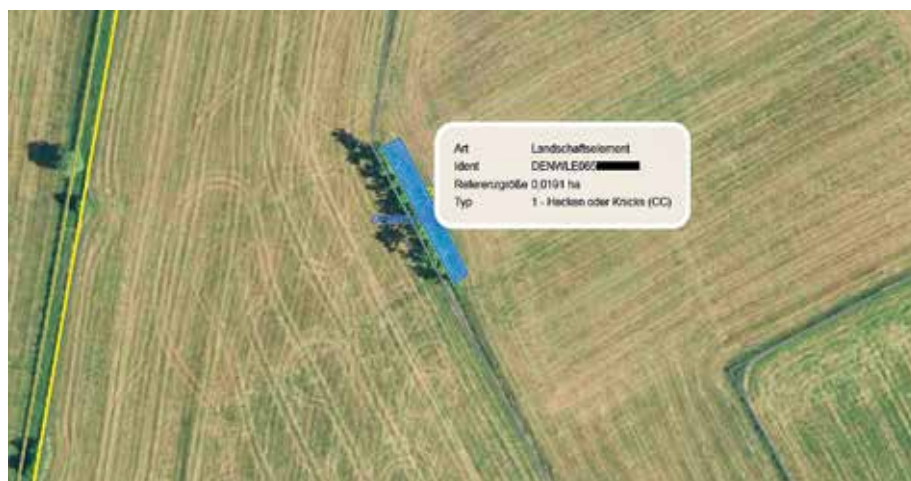 Art Landschaftselement
Ident DENWLE065
Referenzgröße 0,0191 ha
Typ 1 - Hecken oder Knicks (CC)